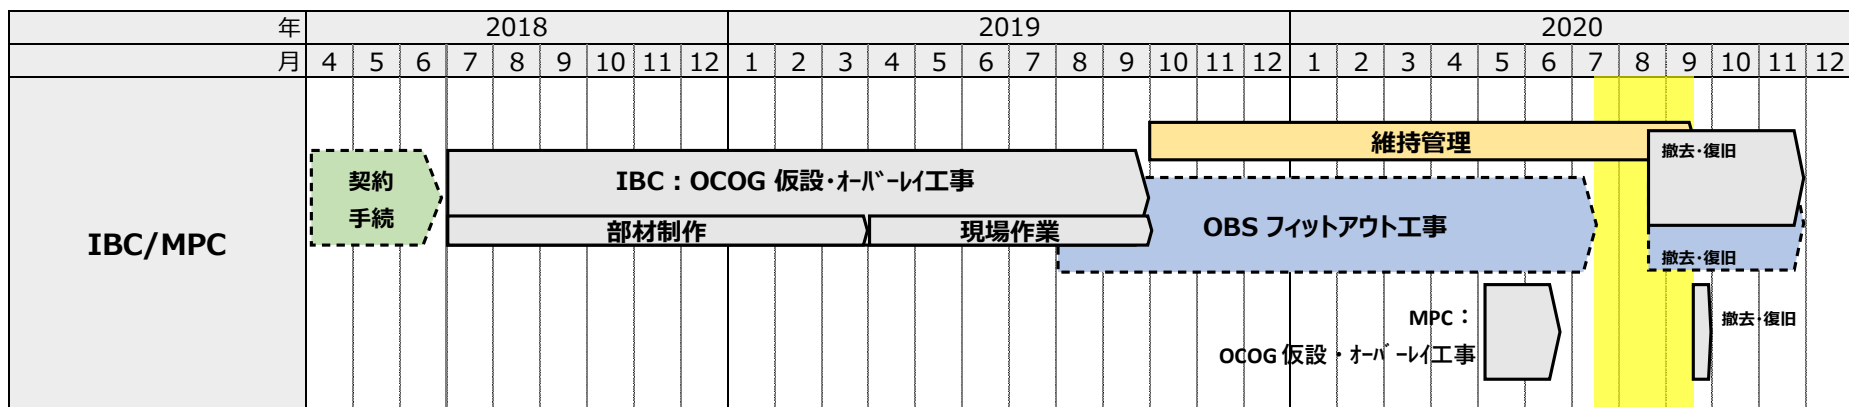 年 2018 2019 2020
月 4 5 6 7 8 9 10 11 12 1 2 3 4 5 6 7 8 9 10 11 12 1 2 3 4 5 6 7 8 9 10 11 12
維持管理
撤去・復旧
契約
手続
IBC：OCOG 仮設・ｵｰﾊﾞｰﾚｲ工事
部材制作
現場作業
OBS フィットアウト工事
IBC/MPC
撤去・復旧
MPC：
OCOG 仮設・ｵｰﾊﾞｰﾚｲ工事
撤去・復旧